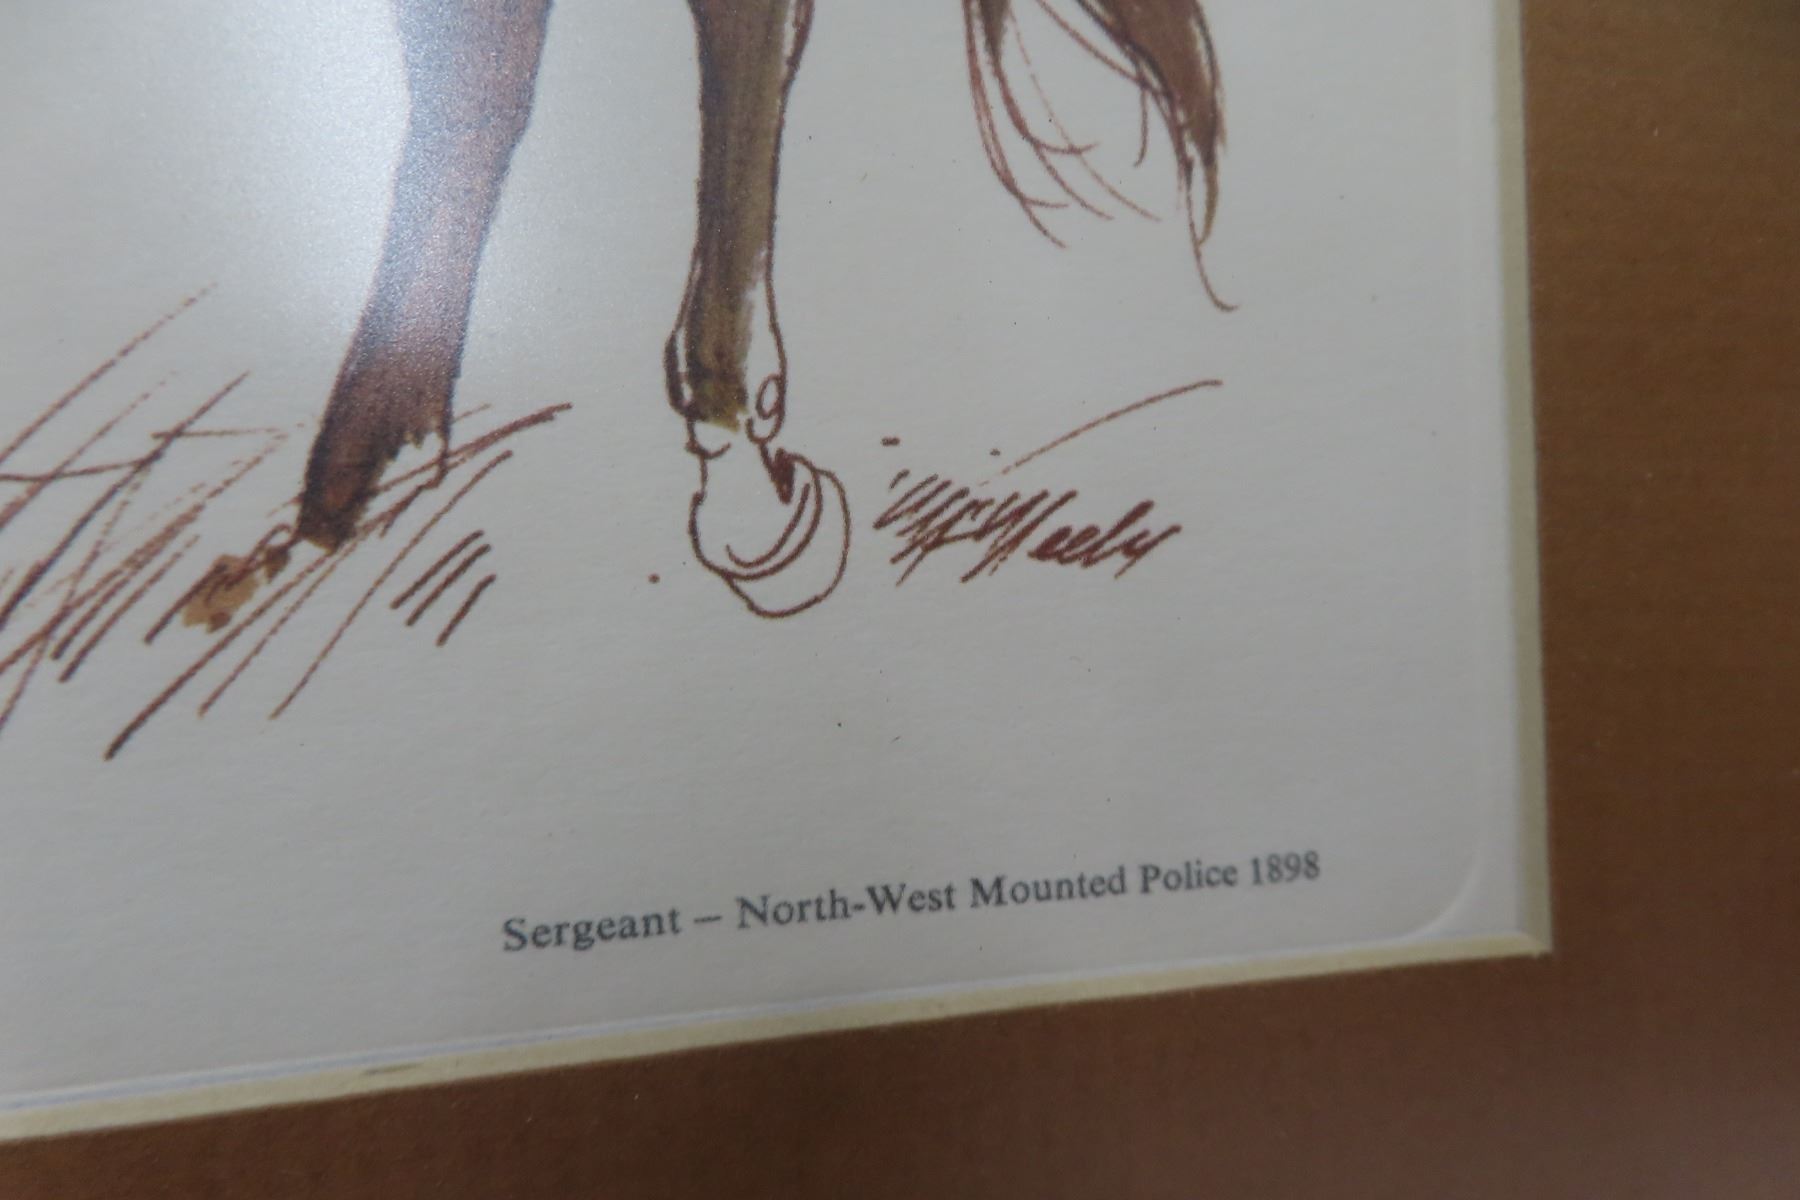 Sergeant – North-West Mounted Police 1898